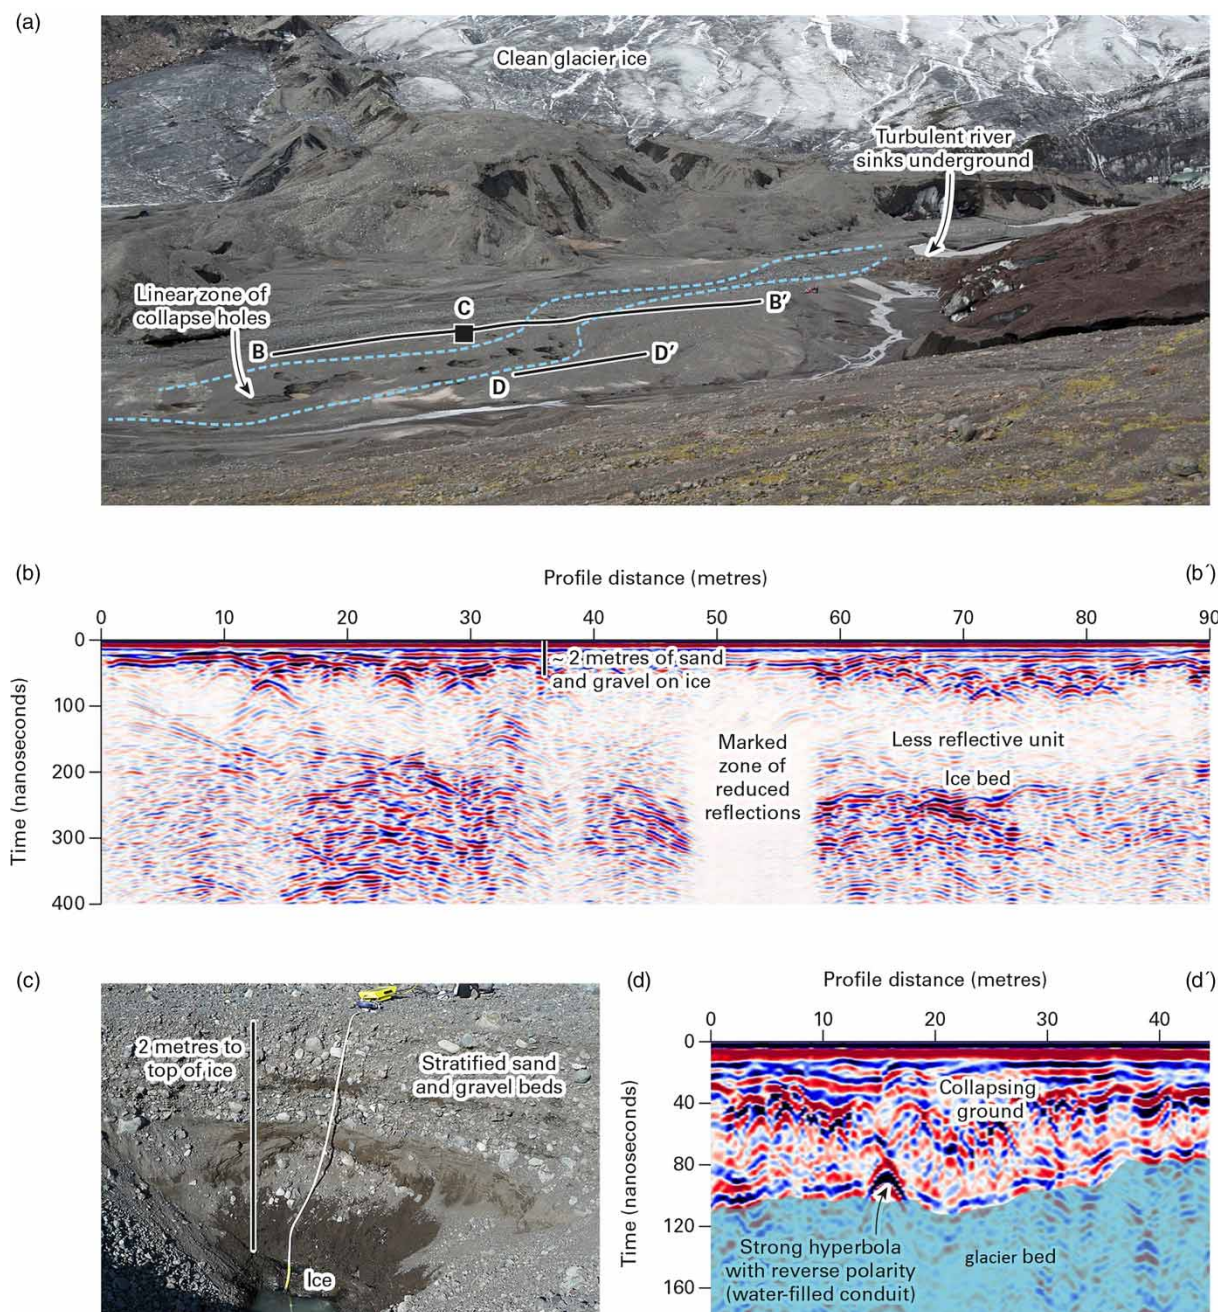 (a)
Clean glacier ice
Turbulent river
sinks underground
Linear zone of
collapse holes
C
B
B′
D′
D
(b)
(b´)
Profile distance (metres)
0 10 20 30 40 50 60 70 80 90
Time (nanoseconds)
0
100
200
300
400
~ 2 metres of sand
and gravel on ice
Marked
zone of
reduced
reflections
Less reflective unit
Ice bed
(c)
2 metres to
top of ice
Stratified sand
and gravel beds
Ice
(d)
(d´)
Profile distance (metres)
0 10 20 30 40
Time (nanoseconds)
0
40
80
120
160
Collapsing
ground
Strong hyperbola
with reverse polarity
(water-filled conduit)
glacier bed